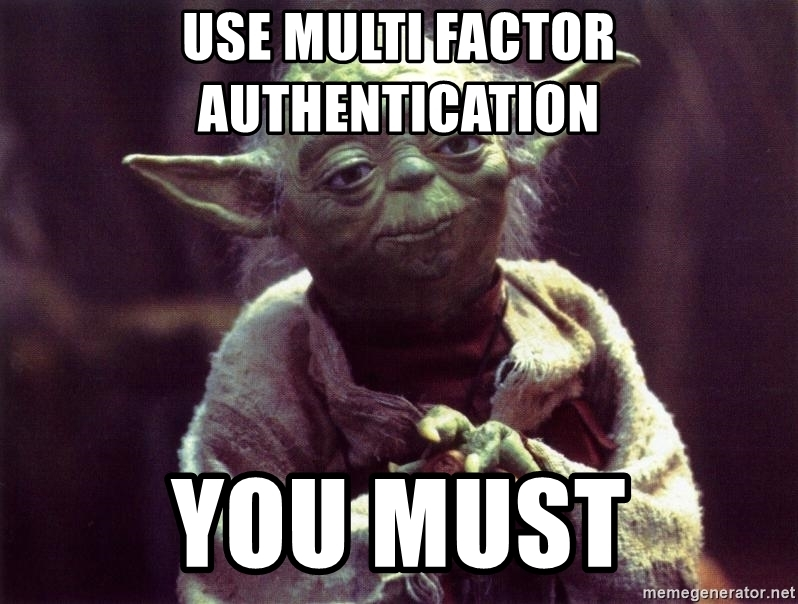 USE MULTI FACTOR
AUTHENTICATION
YOU MUST
memegenerator.net